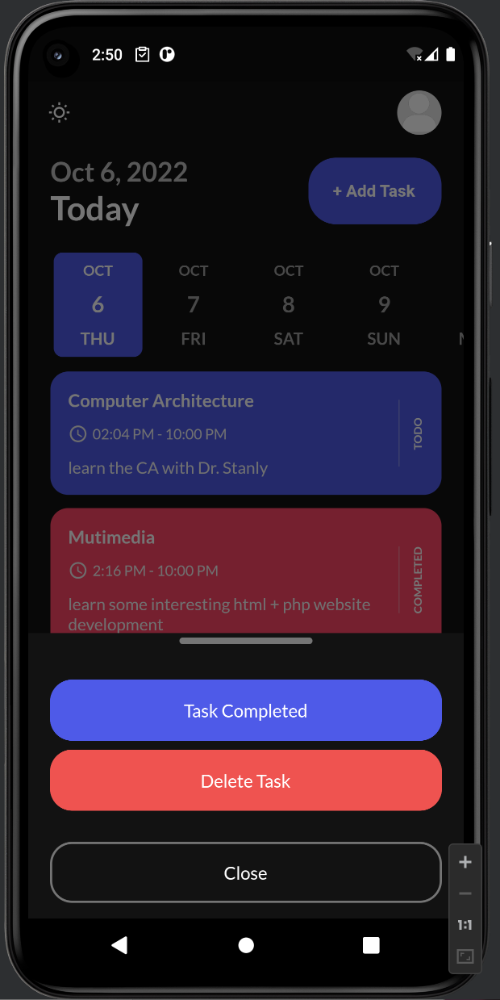 2:50
Oct 6, 2022
Today
+ Add Task
OCT
6
THU
OCT
7
FRI
OCT
8
SAT
OCT
9
SUN
Computer Architecture
02:04 PM - 10:00 PM
learn the CA with Dr. Stanly
TODO
Mutimedia
2:16 PM - 10:00 PM
learn some interesting html + php website
development
COMPLETED
Task Completed
Delete Task
Close
1:1